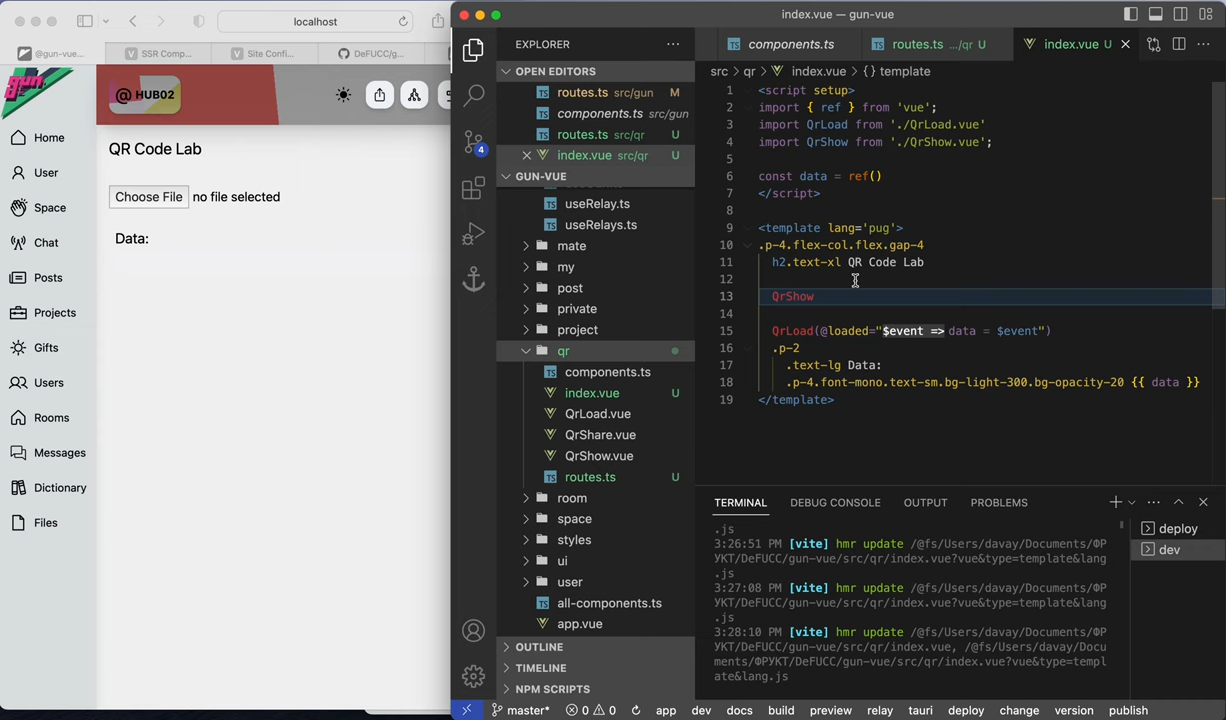 localhost
@gun-vue...
SSR Comp...
Site Confi...
DeFUCC/g...
gun
@ HUB02
Home
User
Space
Chat
Posts
Projects
Gifts
Users
Rooms
Messages
Dictionary
Files
QR Code Lab
Choose File no file selected
Data:
index.vue — gun-vue
EXPLORER
OPEN EDITORS
routes.ts src/gun M
components.ts src/gun
routes.ts src/qr U
index.vue src/qr U
GUN-VUE
useRelay.ts
useRelays.ts
mate
my
post
private
project
qr
components.ts
index.vue U
QrLoad.vue
QrShare.vue
QrShow.vue
routes.ts U
room
space
styles
ui
user
all-components.ts
app.vue
OUTLINE
TIMELINE
NPM SCRIPTS
4
components.ts
routes.ts .../qr U
index.vue U
src > qr > index.vue > {} template
1 <script setup>
2 import { ref } from 'vue';
3 import QrLoad from './QrLoad.vue'
4 import QrShow from './QrShow.vue';
5
6 const data = ref()
7 </script>
8
9 <template lang='pug'>
10 .p-4.flex-col.flex.gap-4
11 h2.text-xl QR Code Lab
12
13 QrShow
14
15 QrLoad(@loaded="$event => data = $event")
16 .p-2
17 .text-lg Data:
18 .p-4.font-mono.text-sm.bg-light-300.bg-opacity-20 {{ data }}
19 </template>
TERMINAL DEBUG CONSOLE OUTPUT PROBLEMS
.js
3:26:51 PM [vite] hmr update /@fs/Users/davay/Documents/ФР
УКТ/DeFUCC/gun-vue/src/qr/index.vue?vue&type=template&lang
.js
3:27:08 PM [vite] hmr update /@fs/Users/davay/Documents/ФР
УКТ/DeFUCC/gun-vue/src/qr/index.vue?vue&type=template&lang
.js
3:28:10 PM [vite] hmr update /@fs/Users/davay/Documents/ФР
УКТ/DeFUCC/gun-vue/src/qr/index.vue, /@fs/Users/davay/Docu
ments/ФРУКТ/DeFUCC/gun-vue/src/qr/index.vue?vue&type=templ
ate&lang.js
deploy
dev
master* 0 0 app dev docs build preview relay tauri deploy change version publish